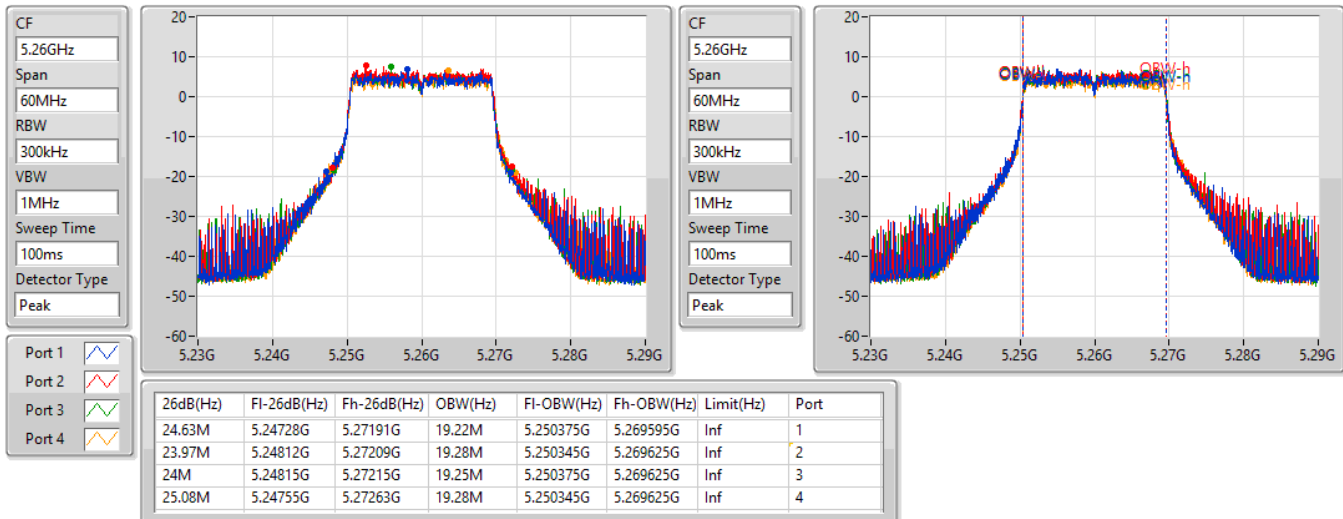 CF
5.26GHz
Span
60MHz
RBW
300kHz
VBW
1MHz
Sweep Time
100ms
Detector Type
Peak
20
10
0
-10
-20
-30
-40
-50
-60
5.23G 5.24G 5.25G 5.26G 5.27G 5.28G 5.29G
CF
5.26GHz
Span
60MHz
RBW
300kHz
VBW
1MHz
Sweep Time
100ms
Detector Type
Peak
20
10
0
-10
-20
-30
-40
-50
-60
OBW-h
OBW-h
5.23G 5.24G 5.25G 5.26G 5.27G 5.28G 5.29G
Port 1
Port 2
Port 3
Port 4
26dB(Hz) Fl-26dB(Hz) Fh-26dB(Hz) OBW(Hz) Fl-OBW(Hz) Fh-OBW(Hz) Limit(Hz) Port
24.63M 5.24728G 5.27191G 19.22M 5.250375G 5.269595G Inf 1
23.97M 5.24812G 5.27209G 19.28M 5.250345G 5.269625G Inf 2
24M 5.24815G 5.27215G 19.25M 5.250375G 5.269625G Inf 3
25.08M 5.24755G 5.27263G 19.28M 5.250345G 5.269625G Inf 4